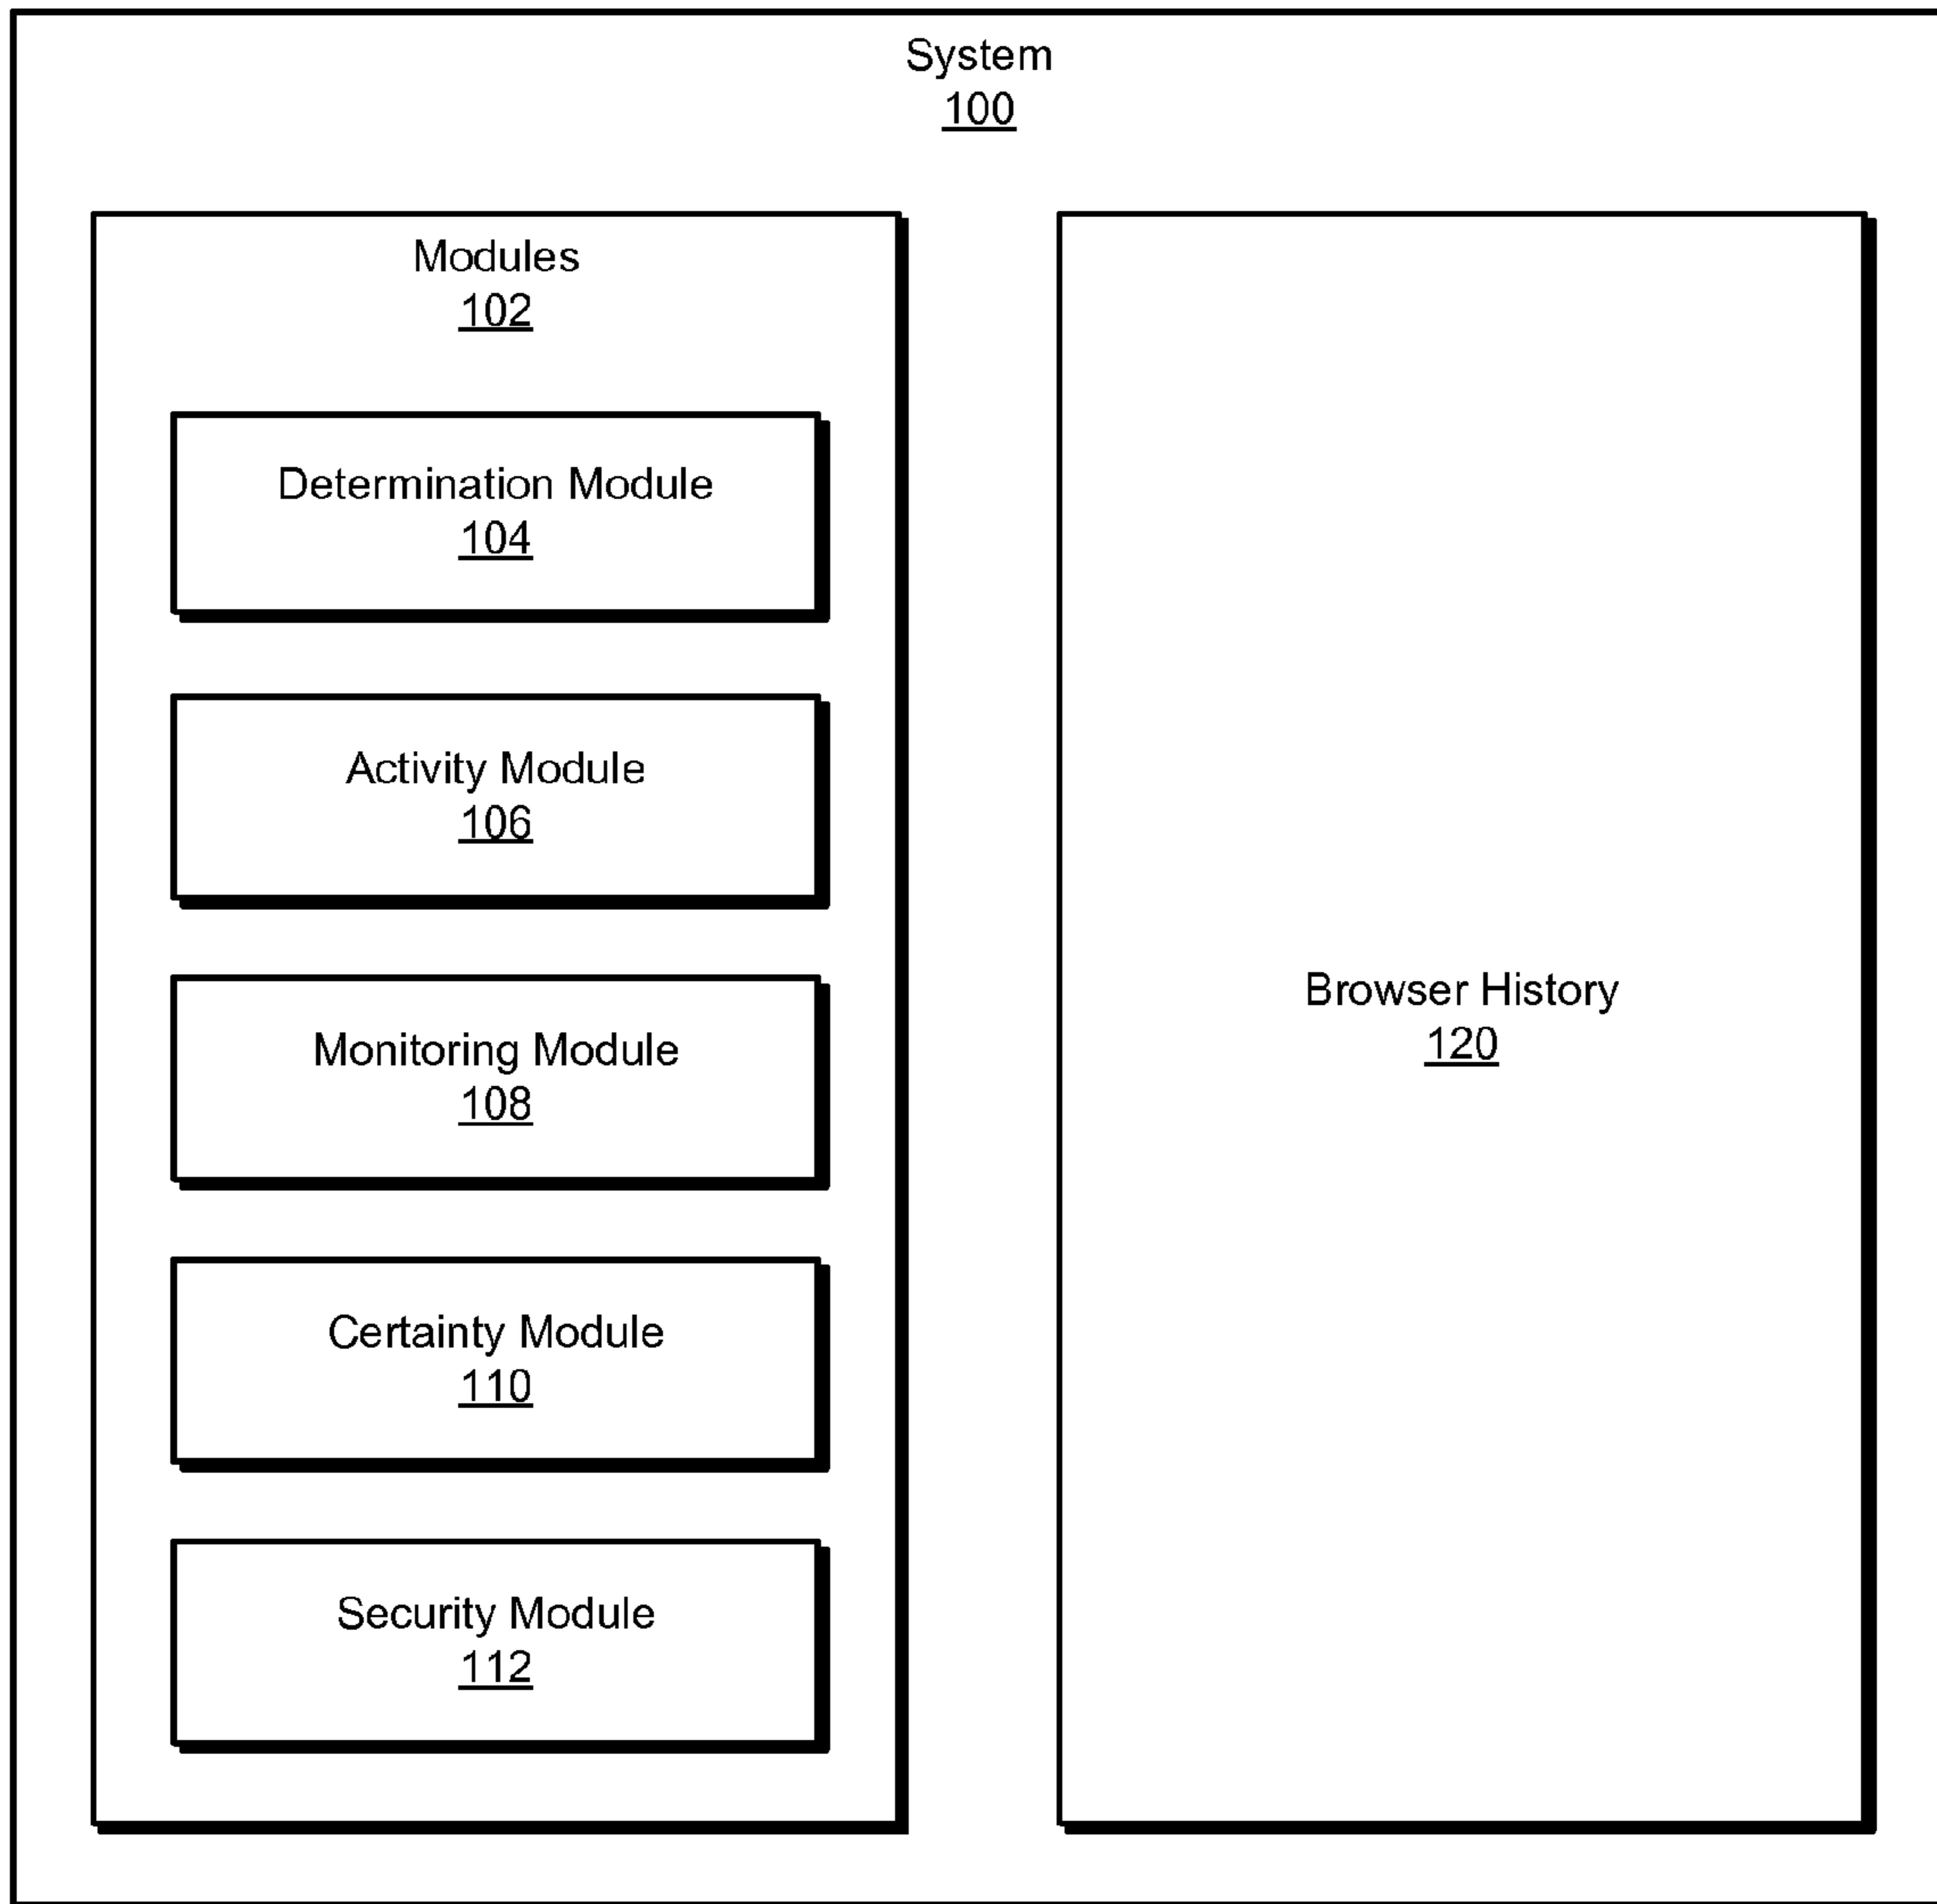 System
100
Modules
102
Determination Module
104
Activity Module
106
Monitoring Module
108
Certainty Module
110
Security Module
112
Browser History
120